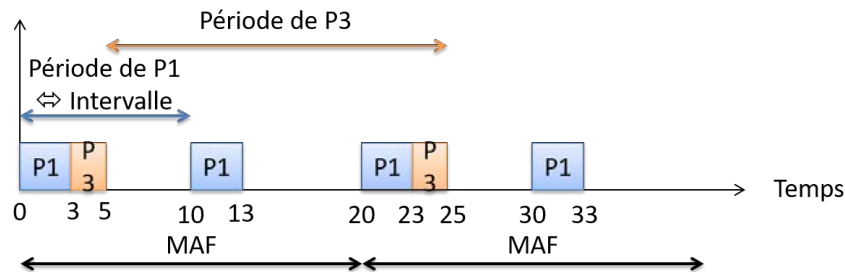 Période de P3
Période de P1
⇔ Intervalle
P1
P
3
P1
P1
P
3
P1
Temps
0
3
5
10
13
20
23
25
30
33
MAF
MAF